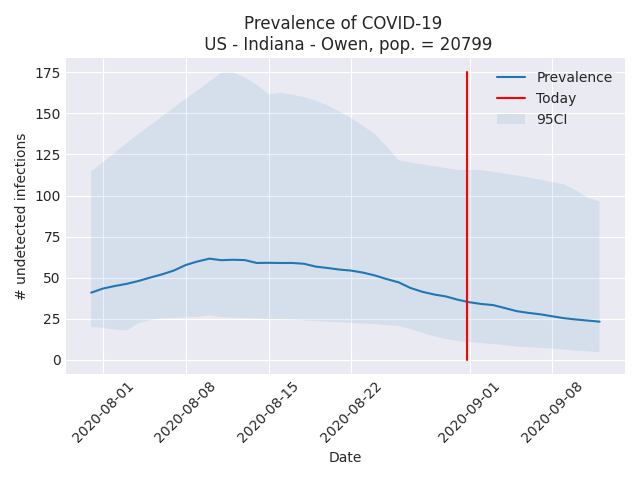 Prevalence of COVID-19
US - Indiana - Owen, pop. = 20799
Prevalence
Today
95CI
175
150
125
100
75
50
25
0
# undetected infections
2020-08-01
2020-08-08
2020-08-15
2020-08-22
2020-09-01
2020-09-08
Date